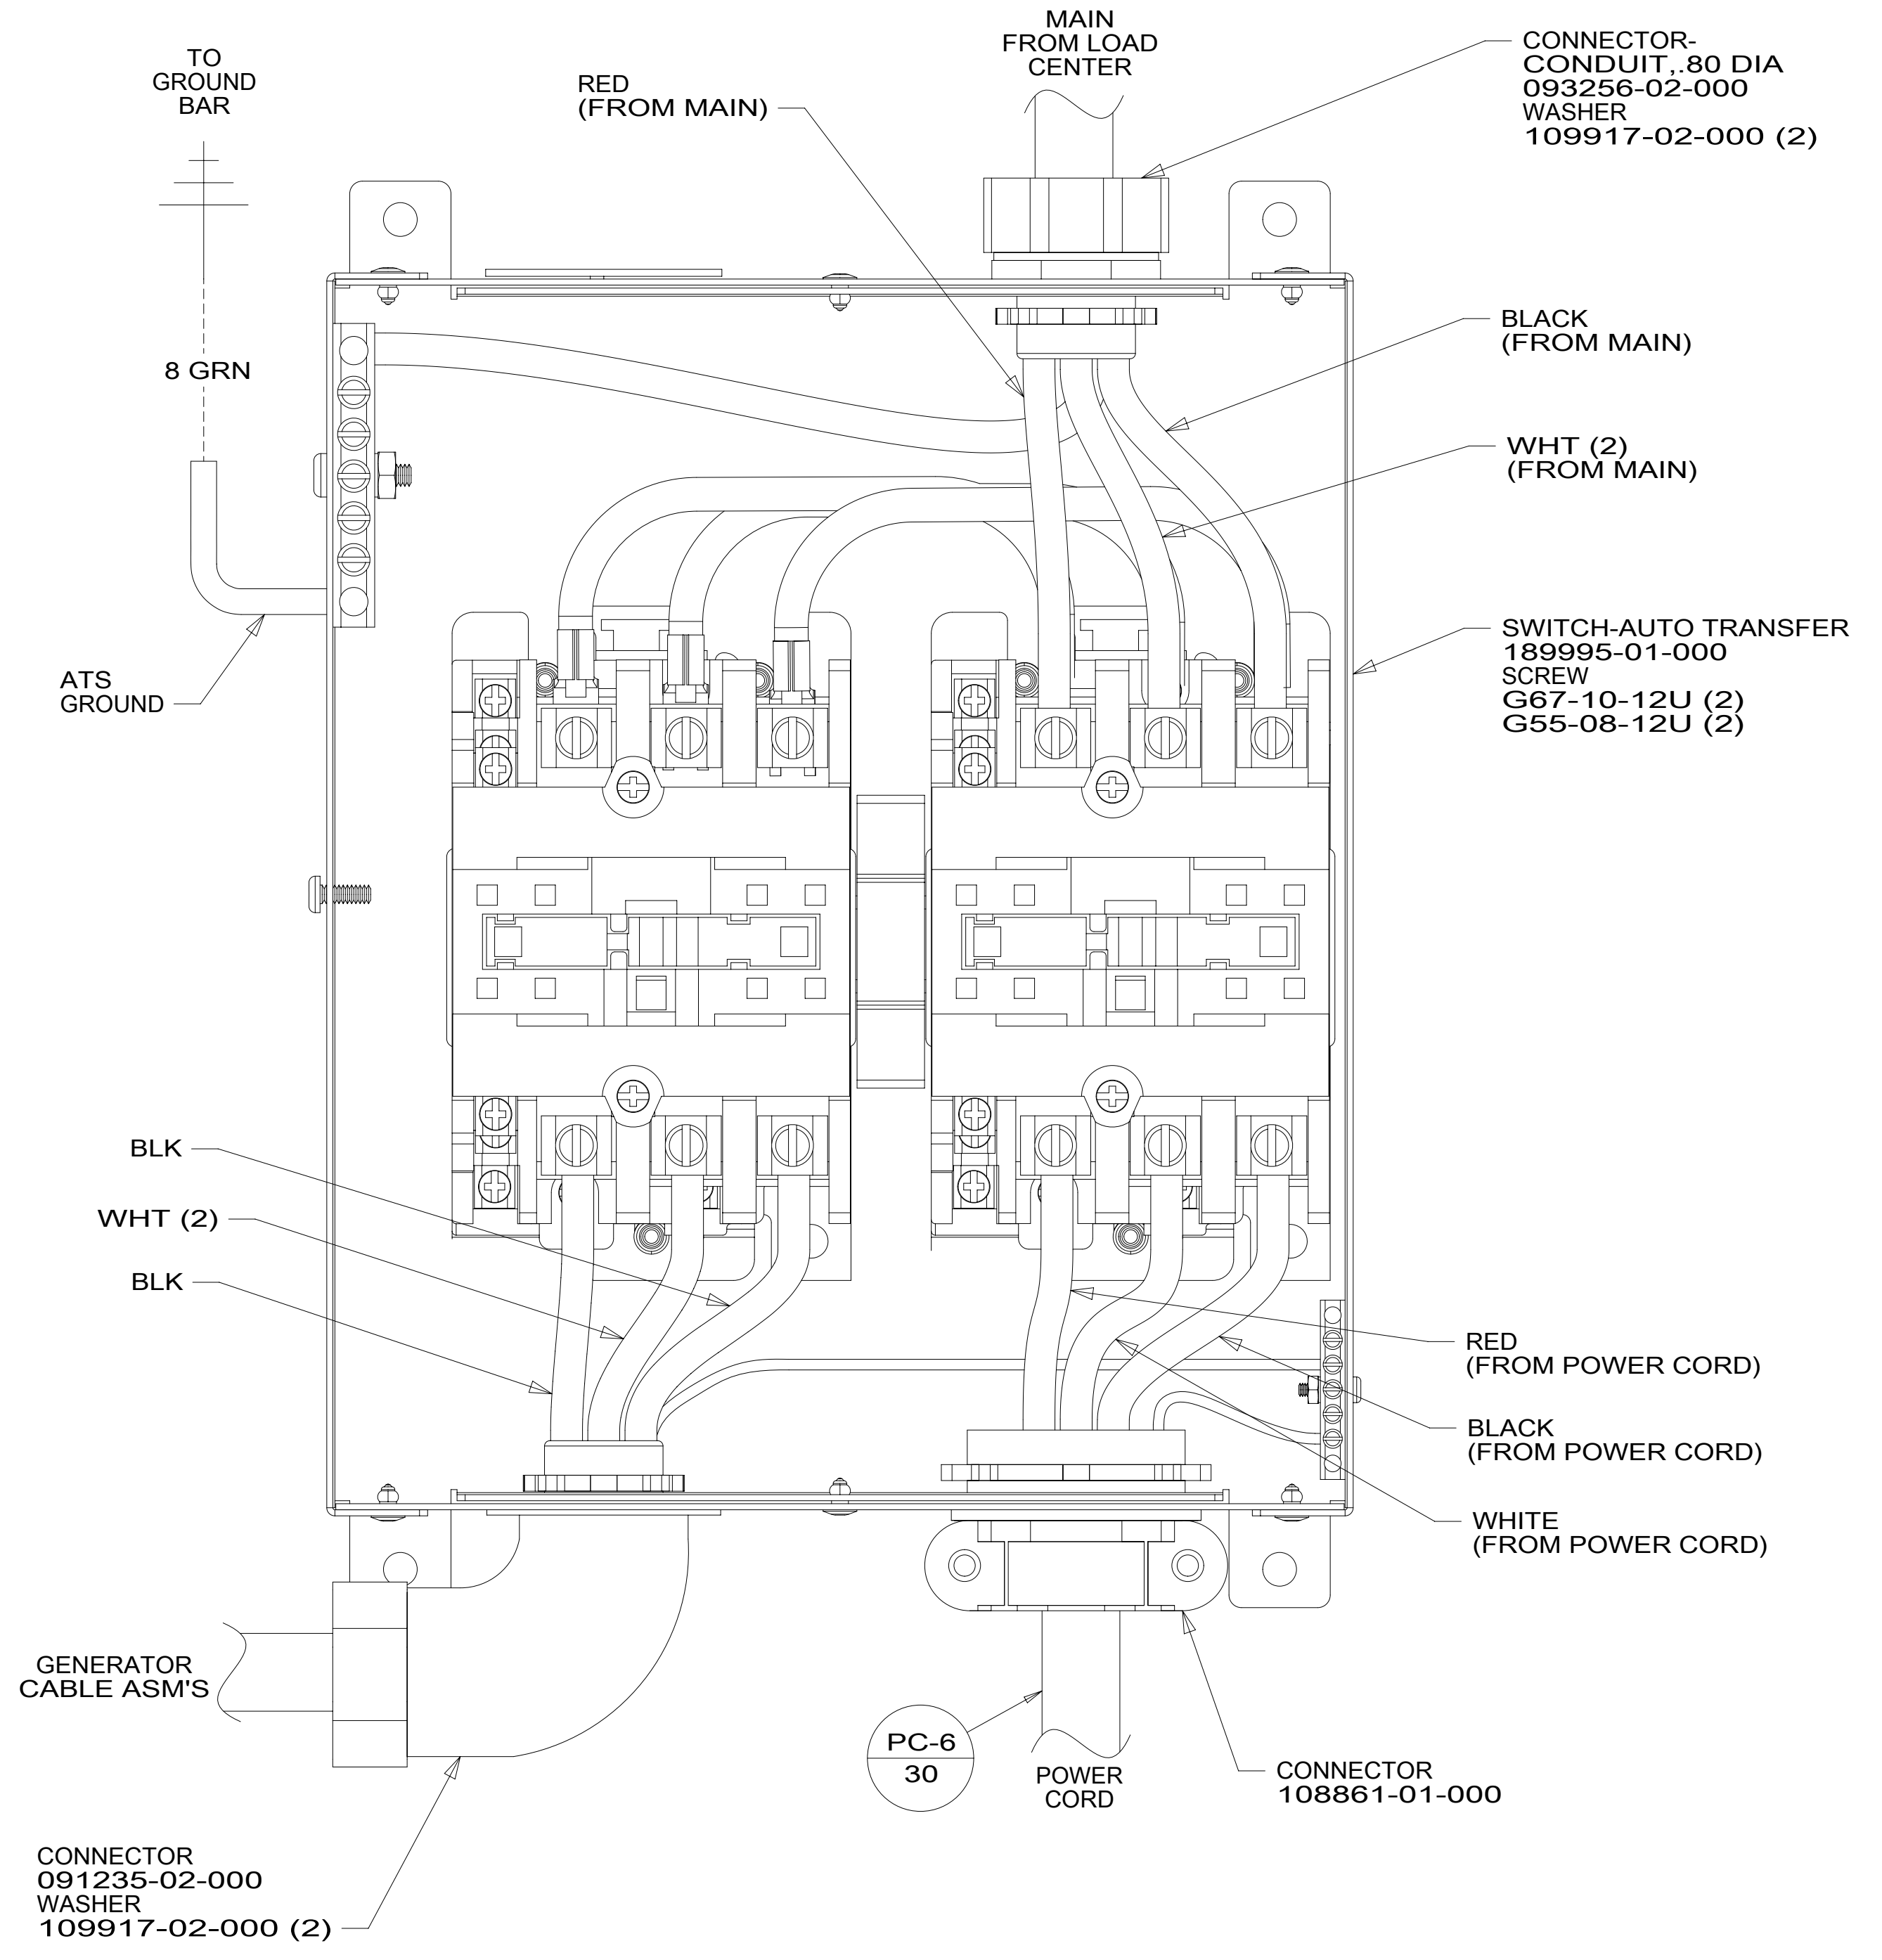 MAIN
FROM LOAD
CENTER
CONNECTOR-
CONDUIT,.80 DIA
093256-02-000
WASHER
109917-02-000 (2)
TO
GROUND
BAR
RED
(FROM MAIN)
BLACK
(FROM MAIN)
8 GRN
WHT (2)
(FROM MAIN)
SWITCH-AUTO TRANSFER
189995-01-000
SCREW
G67-10-12U (2)
G55-08-12U (2)
ATS
GROUND
BLK
WHT (2)
BLK
RED
(FROM POWER CORD)
BLACK
(FROM POWER CORD)
WHITE
(FROM POWER CORD)
GENERATOR
CABLE ASM'S
PC-6
30
POWER
CORD
CONNECTOR
108861-01-000
CONNECTOR
091235-02-000
WASHER
109917-02-000 (2)